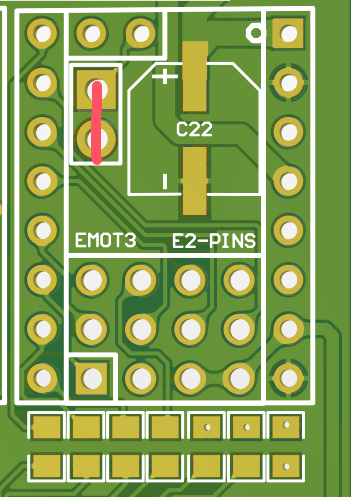 +
C22
-
EMOT3 E2-PINS